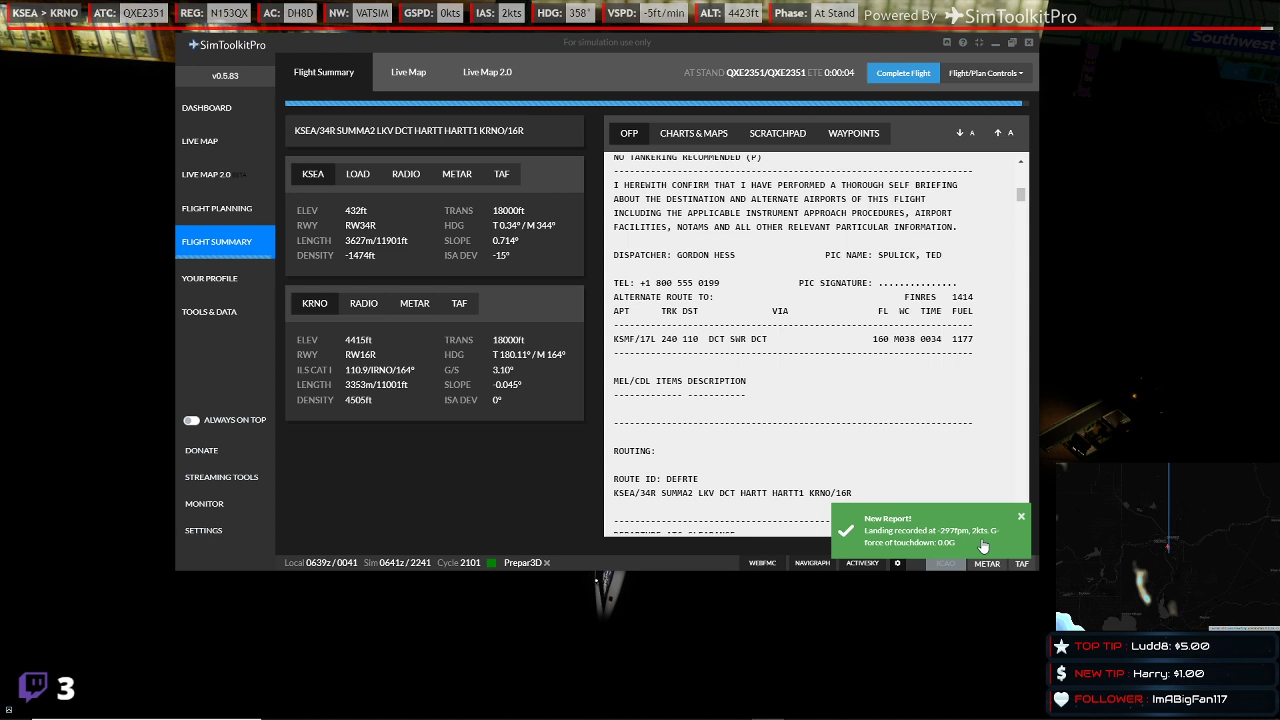 KSEA > KRNO ATC: QXE2351 REG: N153QX AC: DH8D NW: VATSIM GSPD: 0kts IAS: 2kts HDG: 358° VSPD: -5ft/min ALT: 4423ft Phase: At Stand Powered By SimToolkitPro
Southwest
SimToolkitPro
For simulation use only
v0.5.83
Flight Summary Live Map Live Map 2.0
AT STAND QXE2351/QXE2351 ETE 0:00:04 Complete Flight Flight/Plan Controls
DASHBOARD
LIVE MAP
LIVE MAP 2.0 BETA
FLIGHT PLANNING
FLIGHT SUMMARY
YOUR PROFILE
TOOLS & DATA
ALWAYS ON TOP
DONATE
STREAMING TOOLS
MONITOR
SETTINGS
KSEA/34R SUMMA2 LKV DCT HARTT HARTT1 KRNO/16R
KSEA LOAD RADIO METAR TAF
ELEV 432ft TRANS 18000ft
RWY RW34R HDG T 0.34° / M 344°
LENGTH 3627m/11901ft SLOPE 0.714°
DENSITY -1474ft ISA DEV -15°
KRNO RADIO METAR TAF
ELEV 4415ft TRANS 18000ft
RWY RW16R HDG T 180.11° / M 164°
ILS CAT I 110.9/IRNO/164° G/S 3.10°
LENGTH 3353m/11001ft SLOPE -0.045°
DENSITY 4505ft ISA DEV 0°
OFP CHARTS & MAPS SCRATCHPAD WAYPOINTS A A
NO TANKERING RECOMMENDED (P)
I HEREWITH CONFIRM THAT I HAVE PERFORMED A THOROUGH SELF BRIEFING
ABOUT THE DESTINATION AND ALTERNATE AIRPORTS OF THIS FLIGHT
INCLUDING THE APPLICABLE INSTRUMENT APPROACH PROCEDURES, AIRPORT
FACILITIES, NOTAMS AND ALL OTHER RELEVANT PARTICULAR INFORMATION.
DISPATCHER: GORDON HESS PIC NAME: SPULICK, TED
TEL: +1 800 555 0199 PIC SIGNATURE: ...............
ALTERNATE ROUTE TO: FINRES 1414
APT TRK DST VIA FL WC TIME FUEL
KSMF/17L 240 110 DCT SWR DCT 160 M038 0034 1177
MEL/CDL ITEMS DESCRIPTION
------------ -----------
ROUTING:
ROUTE ID: DEFRTE
KSEA/34R SUMMA2 LKV DCT HARTT HARTT1 KRNO/16R
New Report!
Landing recorded at -297fpm, 2kts. G-
force of touchdown: 0.0G
Local 0639z / 0041 Sim 0641z / 2241 Cycle 2101 Prepar3D WEBFMC NAVIGRAPH ACTIVESKY ICAO METAR TAF
3
TOP TIP : Ludd8: $5.00
NEW TIP : Harry: $1.00
FOLLOWER : ImABigFan117